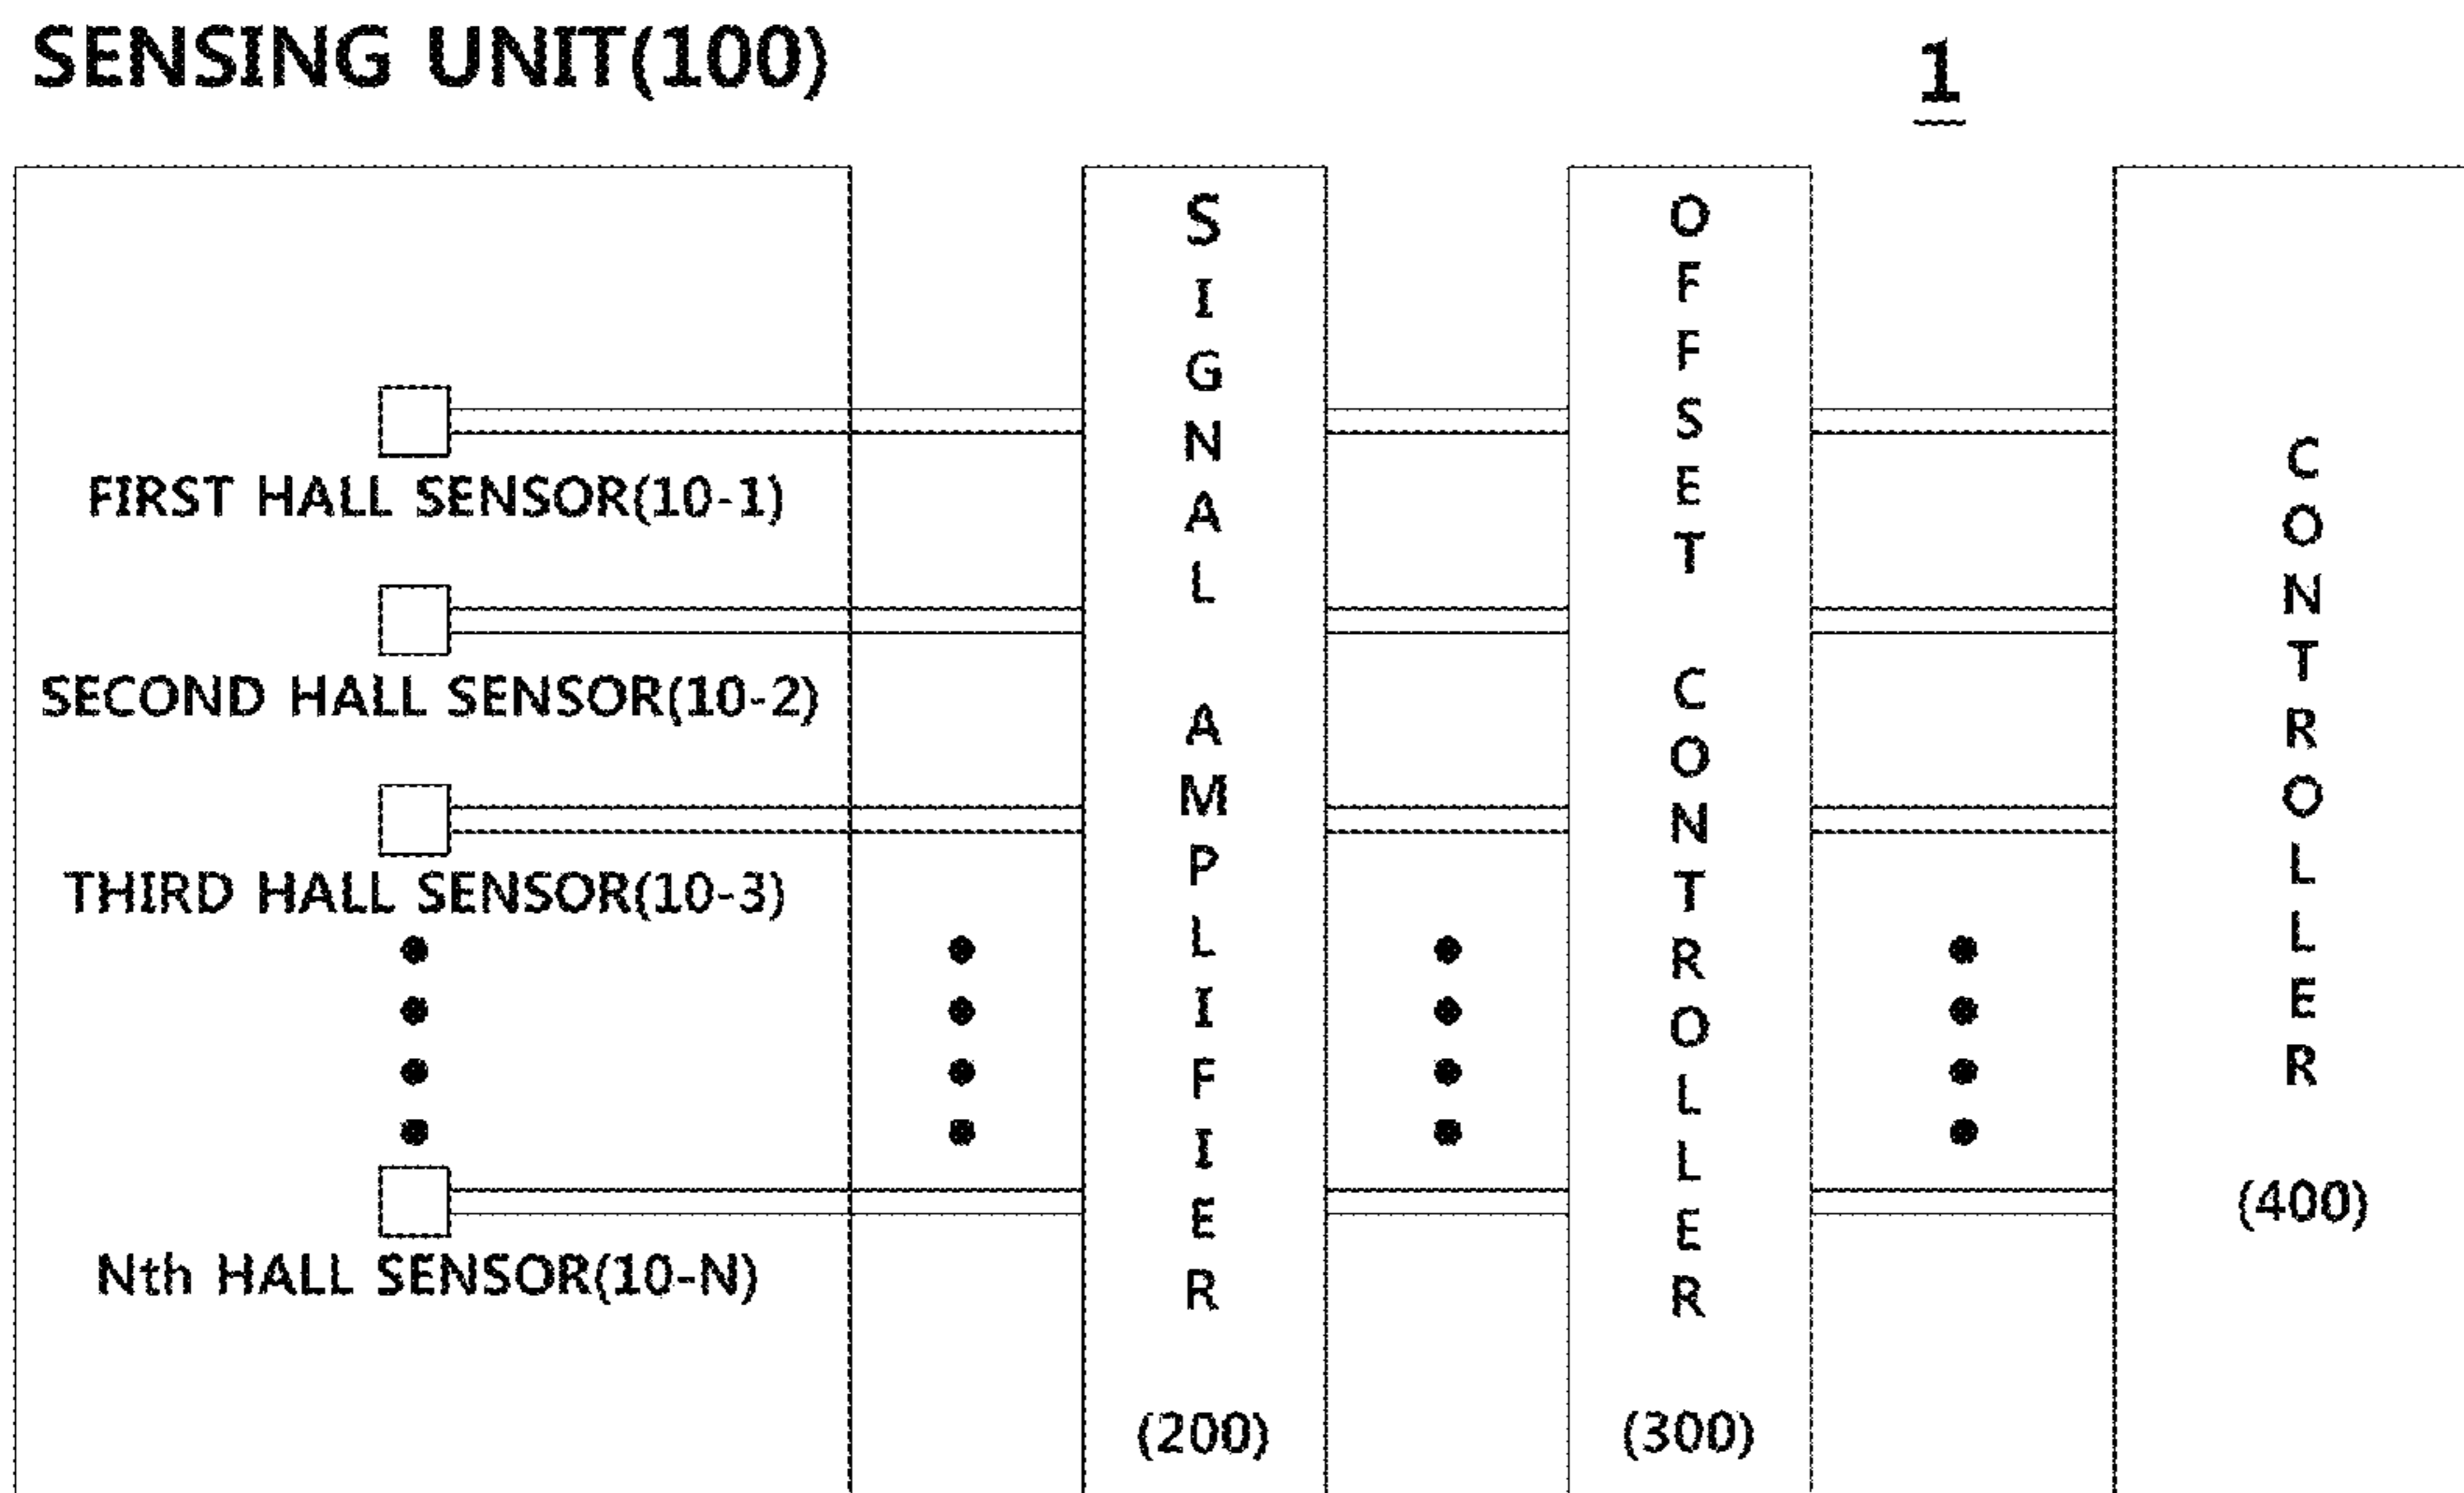 SENSING UNIT(100)
1
FIRST HALL SENSOR(10-1)
SECOND HALL SENSOR(10-2)
THIRD HALL SENSOR(10-3)
Nth HALL SENSOR(10-N)
SIGNAL AMPLIFIER
(200)
OFFSET CONTROLLER
(300)
CONTROLLER
(400)